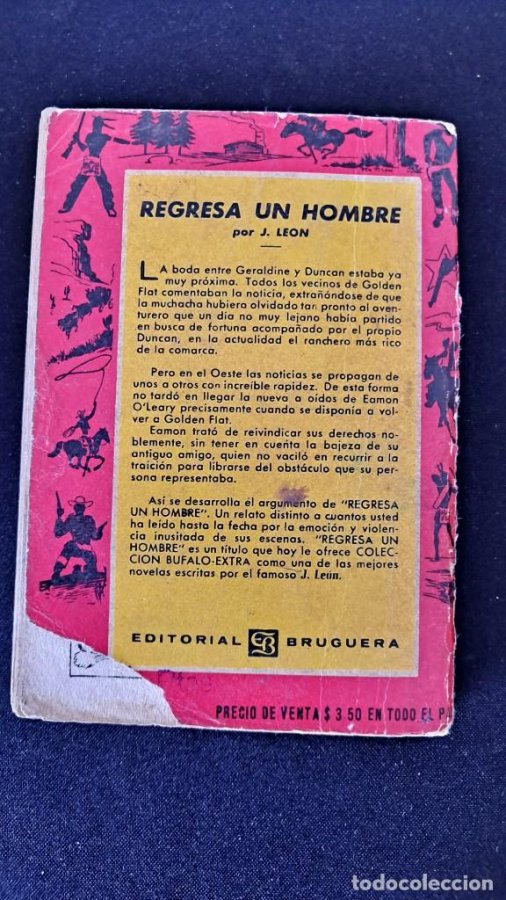 REGRESA UN HOMBRE
por J. LEON
LA boda entre Geraldine y Duncan estaba ya
muy próxima. Todos los vecinos de Golden
Flat comentaban la noticia, extrañándose de que
la muchacha hubiera olvidado tan pronto al aven-
turero que un día no muy lejano había partido
en busca de fortuna acompañado por el propio
Duncan, en la actualidad el ranchero más rico
de la comarca.
Pero en el Oeste las noticias se propagan de
unos a otros con increíble rapidez. De esta forma
no tardó en llegar la nueva a oídos de Eamon
O'Leary precisamente cuando se disponía a vol-
ver a Golden Flat.
Eamon trató de reivindicar sus derechos no-
blemente, sin tener en cuenta la bajeza de su
antiguo amigo, quien no vaciló en recurrir a la
traición para librarse del obstáculo que su per-
sona representaba.
Así se desarrolla el argumento de "REGRESA
UN HOMBRE". Un relato distinto a cuantos usted
ha leído hasta la fecha por la emoción y violen-
cia inusitada de sus escenas. "REGRESA UN
HOMBRE" es un título que hoy le ofrece COLEC-
CION BUFALO-EXTRA como una de las mejores
novelas escritas por el famoso J. León.
EDITORIAL B BRUGUERA
PRECIO DE VENTA $ 3 50 EN TODO EL
todocoleccion